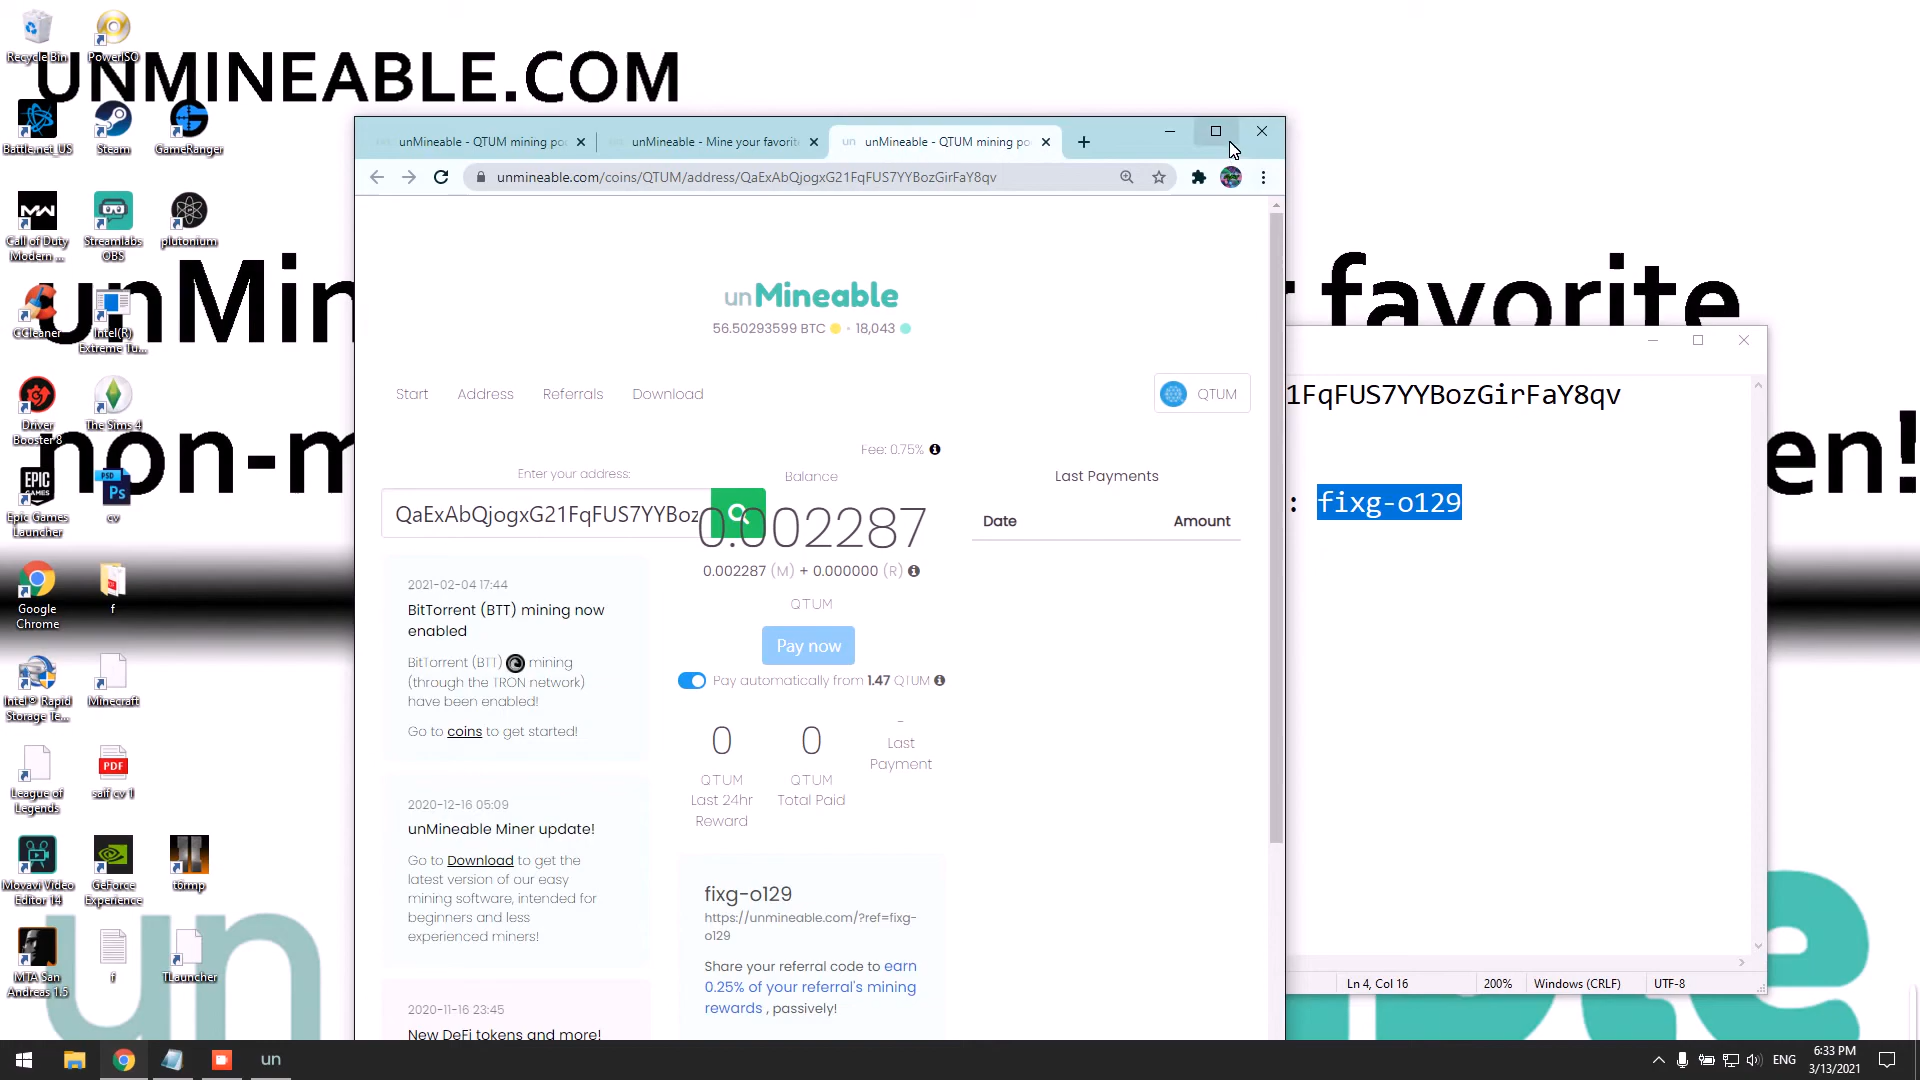 UNMINEABLE.COM
unMin
r favorite
non-m
en!
un
Recycle Bin
PowerISO
Battle.net_US
Steam
GameRanger
Call of Duty
Modern ...
Streamlabs
OBS
plutonium
CCleaner
Intel(R)
Extreme Tu...
Driver
Booster 8
The Sims 4
Epic Games
Launcher
cv
Google
Chrome
f
Intel® Rapid
Storage Te...
Minecraft
League of
Legends
saif cv 1
Movavi Video
Editor 14
GeForce
Experience
t6rmp
MTA San
Andreas 1.5
f
TLauncher
unMineable - QTUM mining po
unMineable - Mine your favorit
unMineable - QTUM mining po
unmineable.com/coins/QTUM/address/QaExAbQjogxG21FqFUS7YYBozGirFaY8qv
unMineable
56.50293599 BTC • 18,043
Start
Address
Referrals
Download
QTUM
Fee: 0.75%
Enter your address:
Balance
Last Payments
QaExAbQjogxG21FqFUS7YYBoz
0.002287
Date
Amount
0.002287 (M) + 0.000000 (R)
QTUM
Pay now
Pay automatically from 1.47 QTUM
0
QTUM
Last 24hr
Reward
0
QTUM
Total Paid
-
Last
Payment
2021-02-04 17:44
BitTorrent (BTT) mining now
enabled
BitTorrent (BTT) mining
(through the TRON network)
have been enabled!
Go to coins to get started!
2020-12-16 05:09
unMineable Miner update!
Go to Download to get the
latest version of our easy
mining software, intended for
beginners and less
experienced miners!
2020-11-16 23:45
New DeFi tokens and more!
fixg-o129
https://unmineable.com/?ref=fixg-
o129
Share your referral code to earn
0.25% of your referral's mining
rewards , passively!
1FqFUS7YYBozGirFaY8qv
: fixg-o129
Ln 4, Col 16
200%
Windows (CRLF)
UTF-8
un
ENG
6:33 PM
3/13/2021